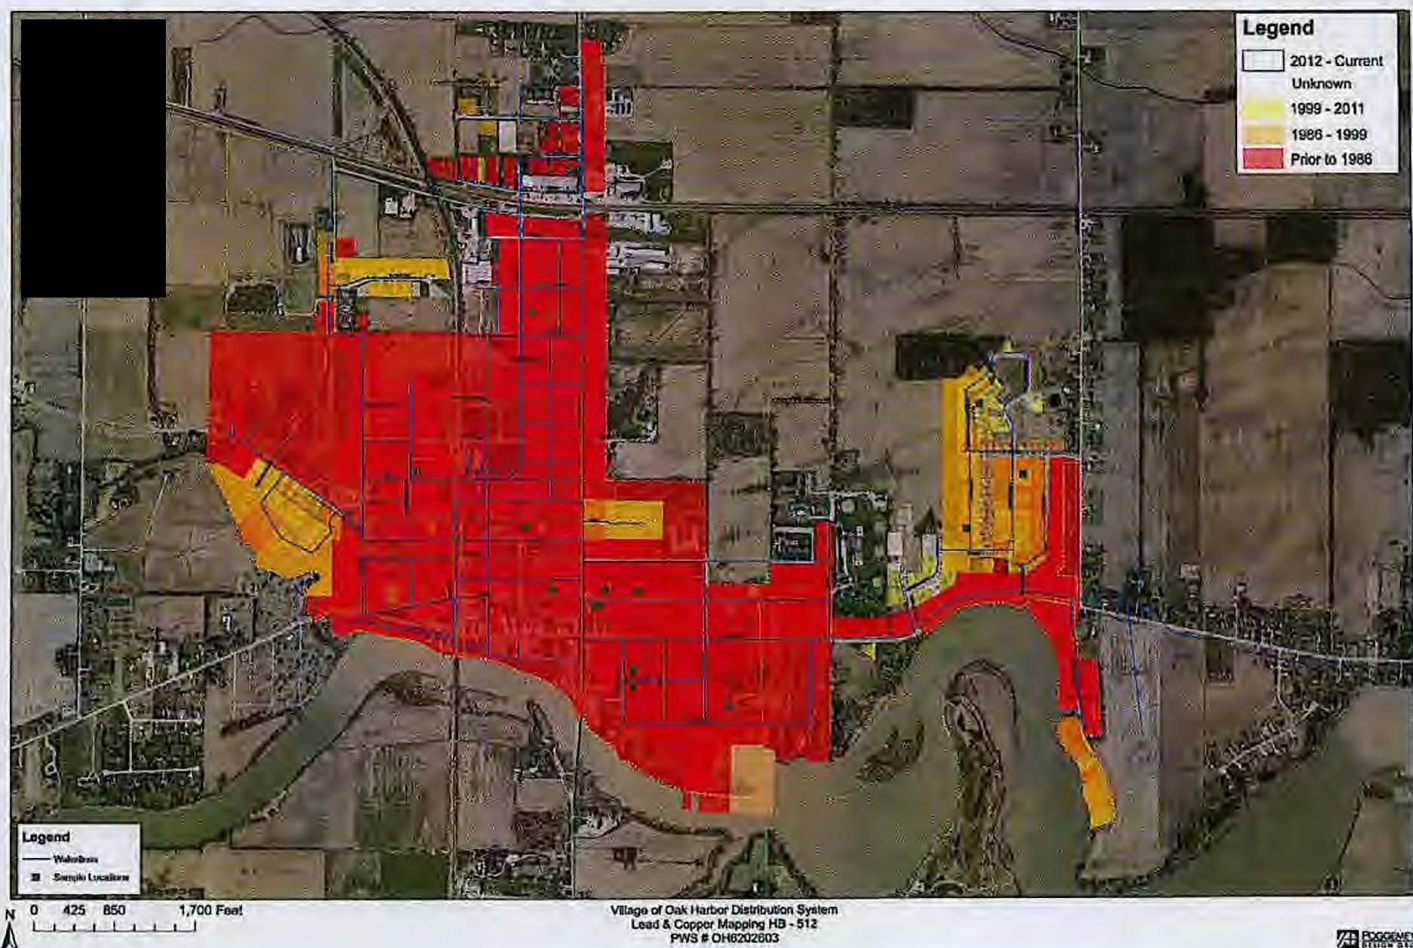 Legend
2012 - Current
Unknown
1999 - 2011
1986 - 1999
Prior to 1986
Legend
Sample Locations
N
0 425 850 1,700 Feet
Village of Oak Harbor Distribution System
Lead & Copper Mapping HB - 512
PWS # OH6202603
POGGEMEYER